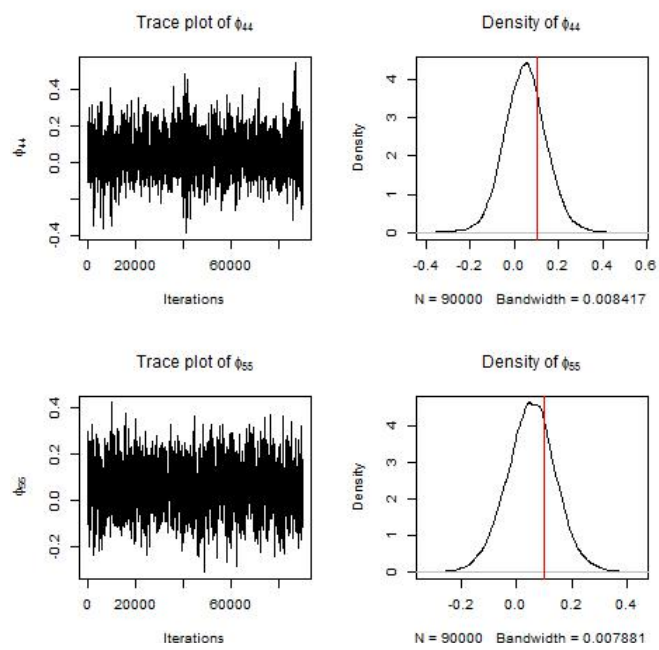 Trace plot of ϕ44
Density of ϕ44
ϕ44
0.4
0.2
0.0
-0.4
0 20000 60000
Iterations
Density
4
3
2
1
0
-0.4 -0.2 0.0 0.2 0.4 0.6
N = 90000 Bandwidth = 0.008417
Trace plot of ϕ55
Density of ϕ55
ϕ55
0.4
0.2
0.0
-0.2
0 20000 60000
Iterations
Density
4
3
2
1
0
-0.2 0.0 0.2 0.4
N = 90000 Bandwidth = 0.007881